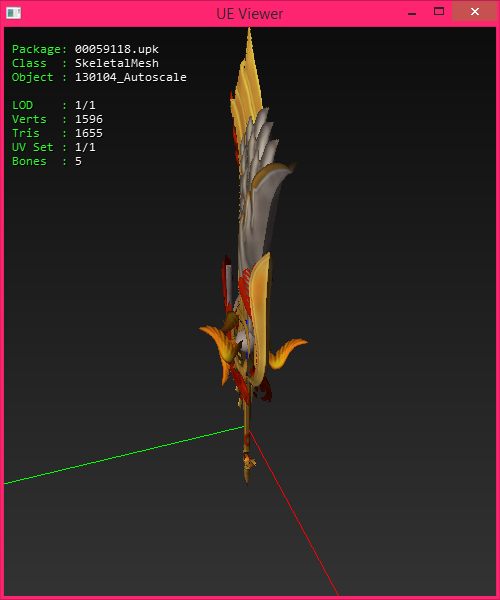 UE Viewer
Package: 00059118.upk
Class  : SkeletalMesh
Object : 130104_Autoscale
LOD    : 1/1
Verts  : 1596
Tris   : 1655
UV Set : 1/1
Bones  : 5